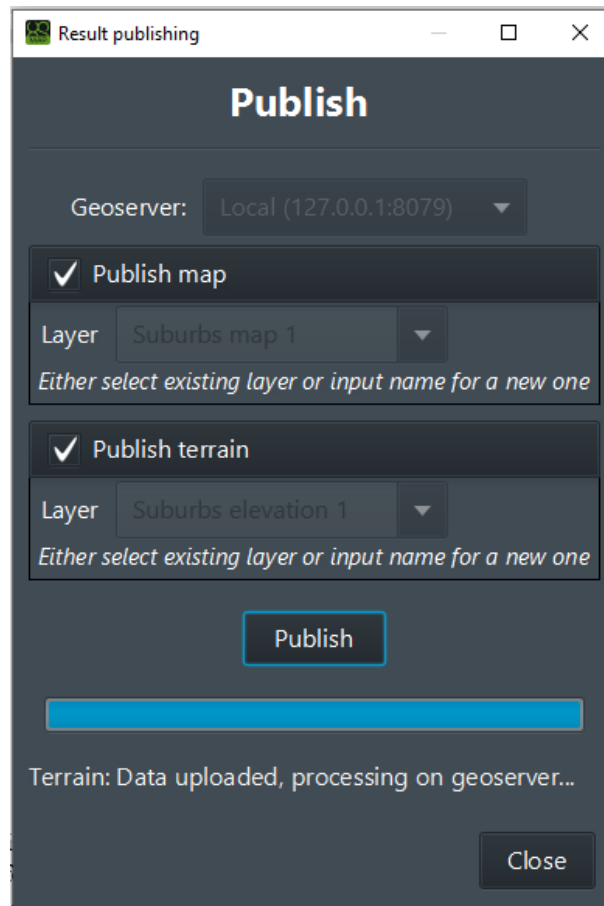 Result publishing
Publish
Geoserver: Local (127.0.0.1:8079)
Publish map
Layer Suburbs map 1
Either select existing layer or input name for a new one
Publish terrain
Layer Suburbs elevation 1
Either select existing layer or input name for a new one
Publish
Terrain: Data uploaded, processing on geoserver...
Close